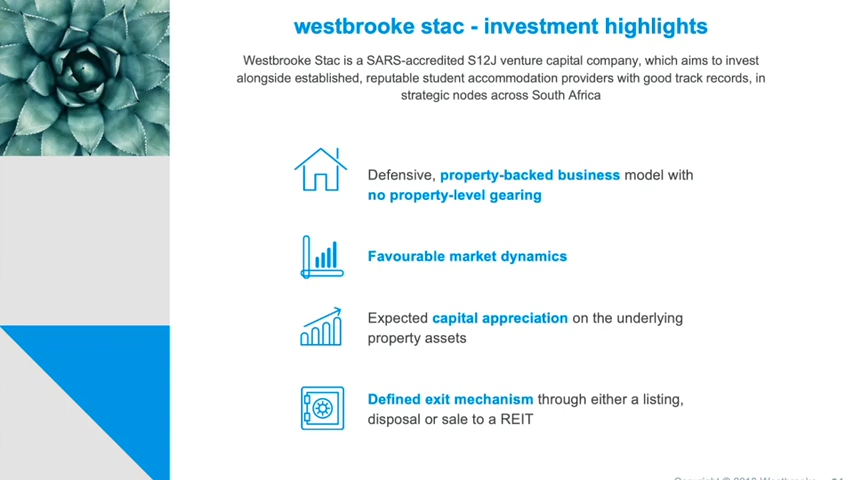 westbrooke stac - investment highlights
Westbrooke Stac is a SARS-accredited S12J venture capital company, which aims to invest
alongside established, reputable student accommodation providers with good track records, in
strategic nodes across South Africa
Defensive, property-backed business model with
no property-level gearing
Favourable market dynamics
Expected capital appreciation on the underlying
property assets
Defined exit mechanism through either a listing,
disposal or sale to a REIT